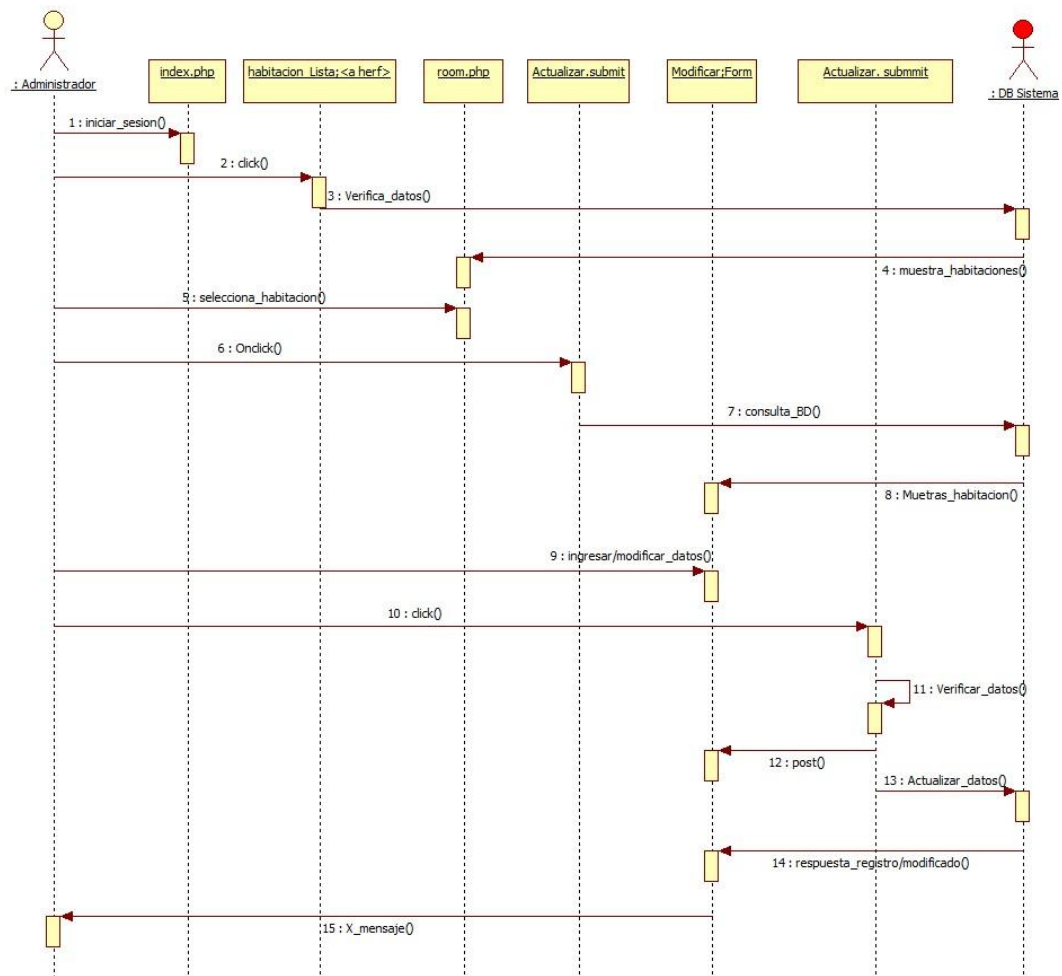 : Administrador
index.php
habitacion Lista;<a herf>
room.php
Actualizar.submit
Modificar;Form
Actualizar. submmit
: DB Sistema
1 : iniciar_sesion()
2 : click()
3 : Verifica_datos()
4 : muestra_habitaciones()
5 : selecciona_habitacion()
6 : Onclick()
7 : consulta_BD()
8 : Muetras_habitacion()
9 : ingresar/modificar_datos()
10 : click()
11 : Verificar_datos()
12 : post()
13 : Actualizar_datos()
14 : respuesta_registro/modificado()
15 : X_mensaje()